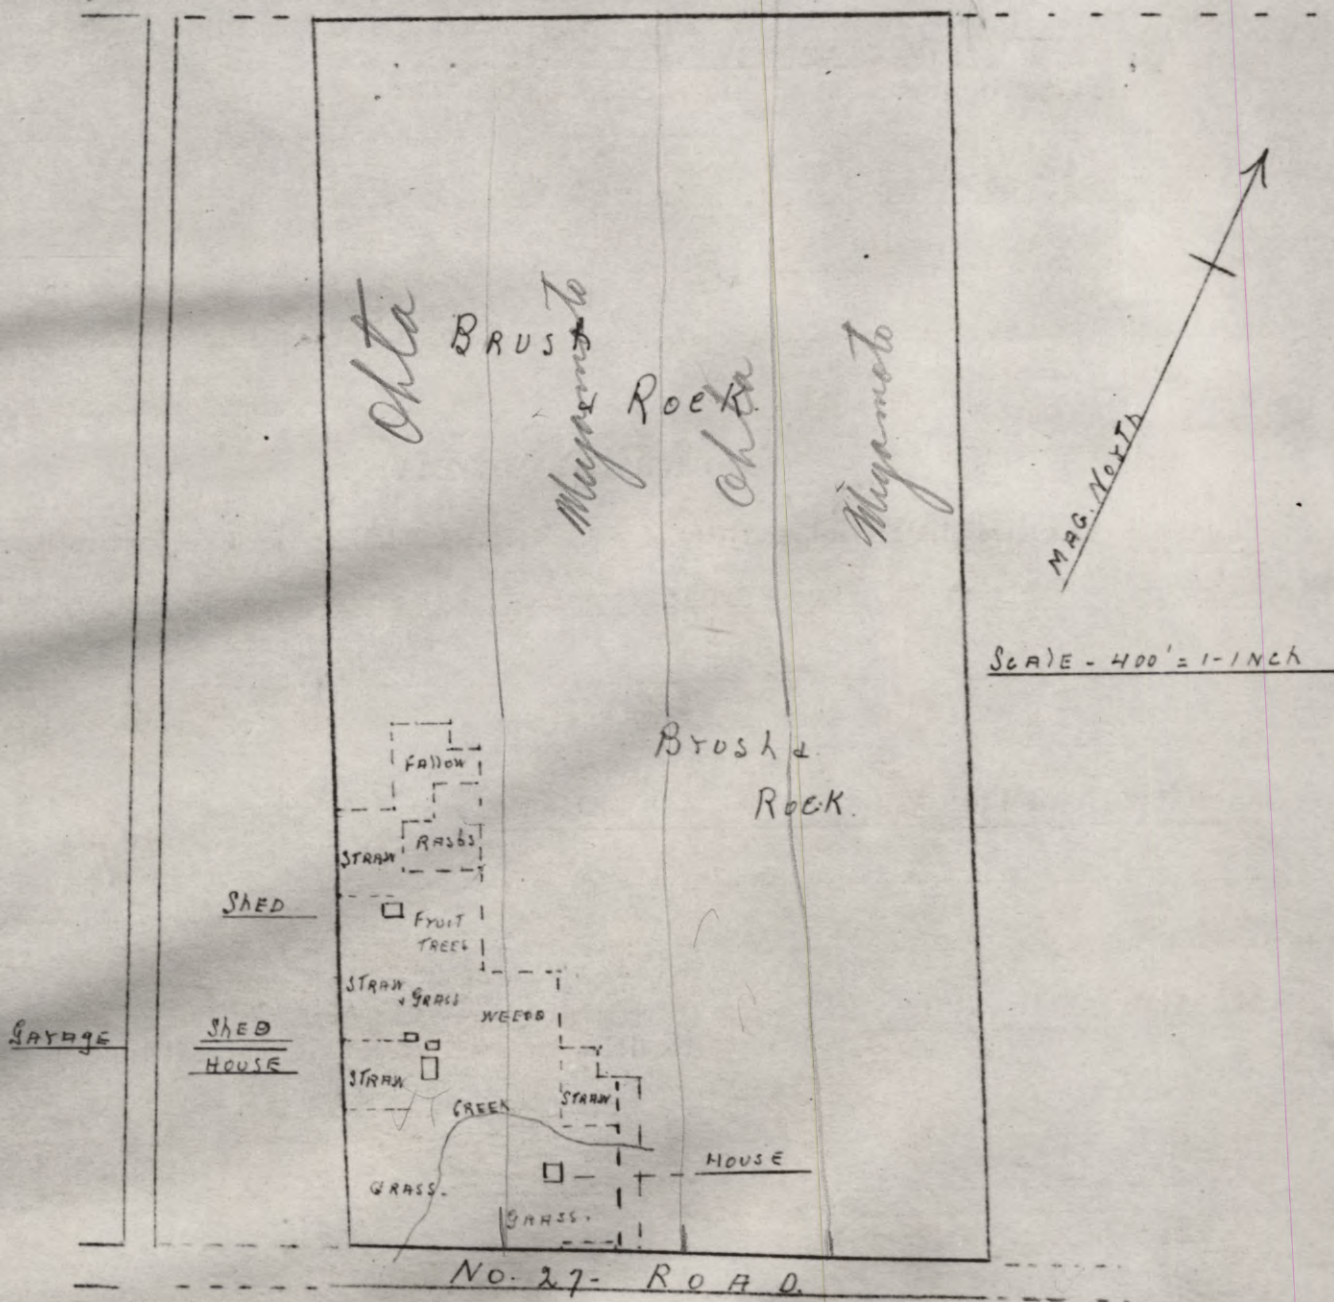 Ohta
Brush
& Rock.
Miyamoto
Ohta
Miyamoto
MAG. North
SCALE - 400' = 1-INCH
Brush &
ROCK.
FALLOW
RASbS
STRAW
ShED
FRUIT
TREES
STRAW
& GRASS
WEEDS
GARAGE
ShED
HOUSE
STRAW
STRAW
CREEK
HOUSE
GRASS.
GRASS.
No. 27- ROAD.